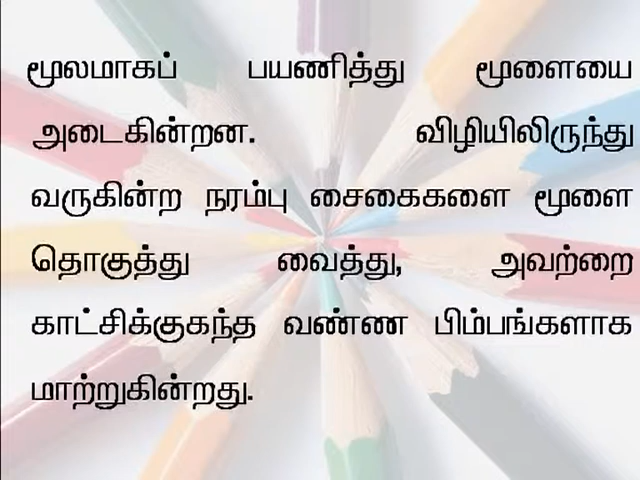 மூலமாகப் பயணித்து மூளையை
அடைகின்றன. விழியிலிருந்து
வருகின்ற நரம்பு சைகைகளை மூளை
தொகுத்து வைத்து, அவற்றை
காட்சிக்குகந்த வண்ண பிம்பங்களாக
மாற்றுகின்றது.